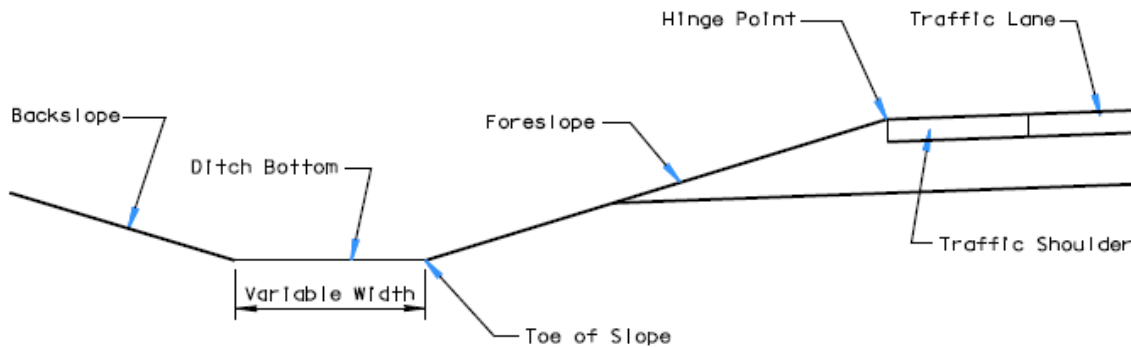 Hinge Point
Traffic Lane
Backslope
Foreslope
Ditch Bottom
Traffic Shoulder
Variable Width
Toe of Slope